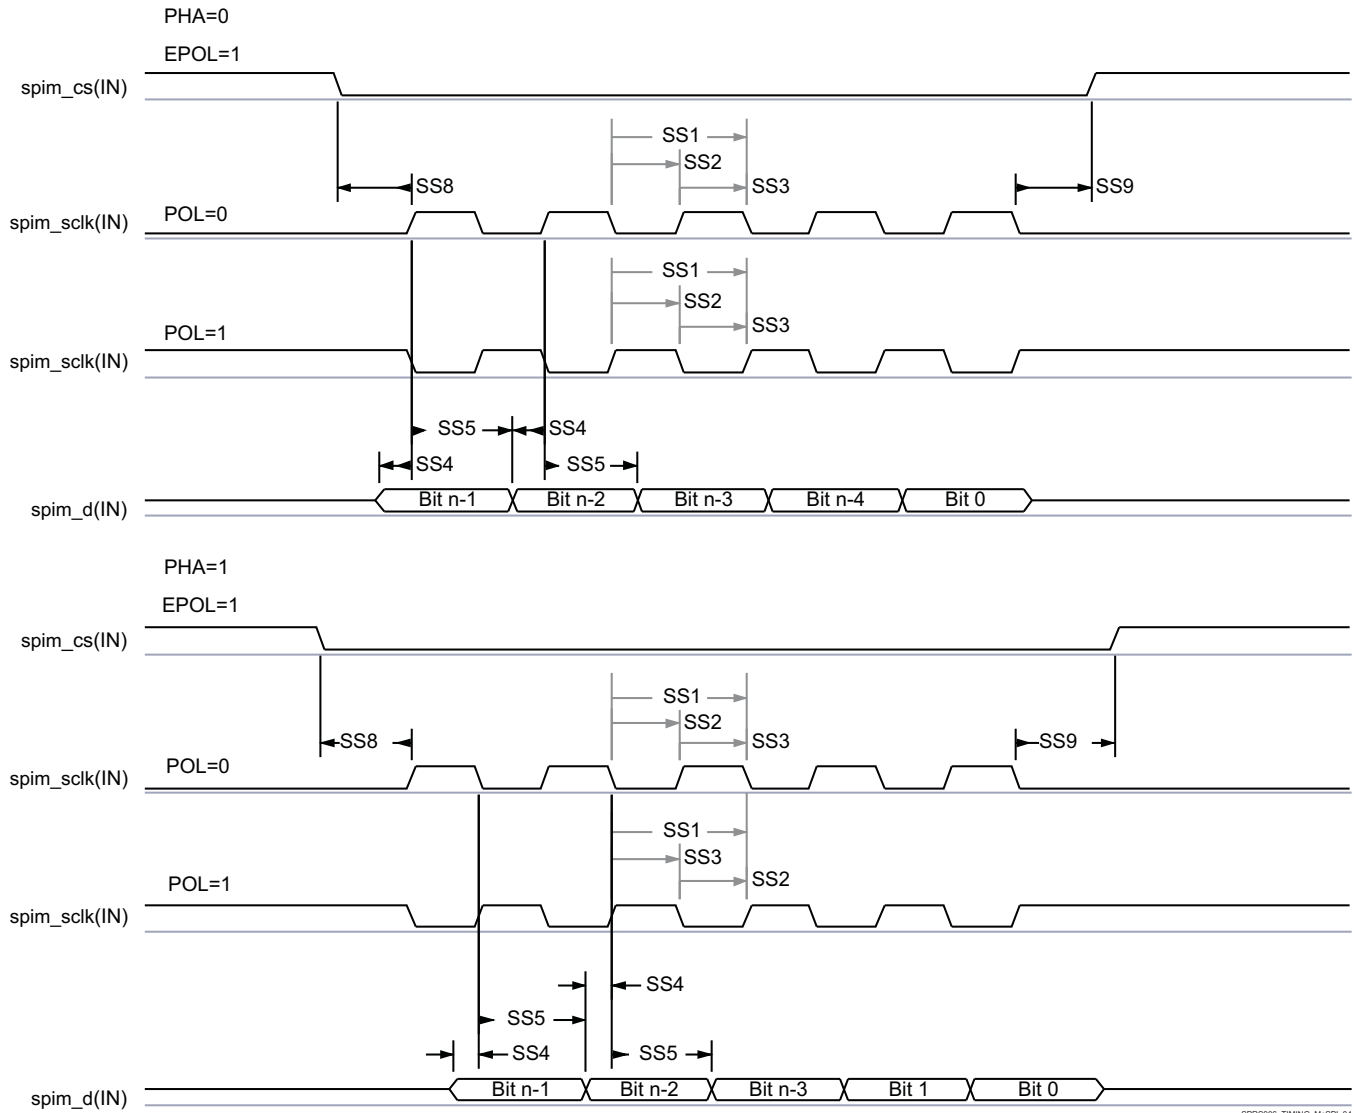 PHA=0
EPOL=1
spim_cs(IN)
SS1
SS2
SS8
SS3
SS9
POL=0
spim_sclk(IN)
SS1
SS2
SS3
POL=1
spim_sclk(IN)
SS5
SS4
SS4
SS5
Bit n-1
Bit n-2
Bit n-3
Bit n-4
Bit 0
spim_d(IN)
PHA=1
EPOL=1
spim_cs(IN)
SS1
SS2
SS8
SS3
SS9
POL=0
spim_sclk(IN)
SS1
SS3
SS2
POL=1
spim_sclk(IN)
SS4
SS5
SS4
SS5
Bit n-1
Bit n-2
Bit n-3
Bit 1
Bit 0
spim_d(IN)